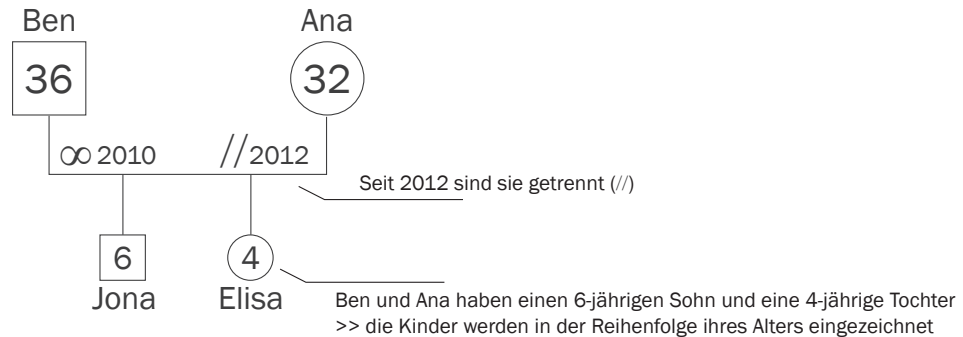 Ben Ana
36 32
∞ 2010 //2012
Seit 2012 sind sie getrennt (//)
6 4
Jona Elisa
Ben und Ana haben einen 6-jährigen Sohn und eine 4-jährige Tochter
>> die Kinder werden in der Reihenfolge ihres Alters eingezeichnet